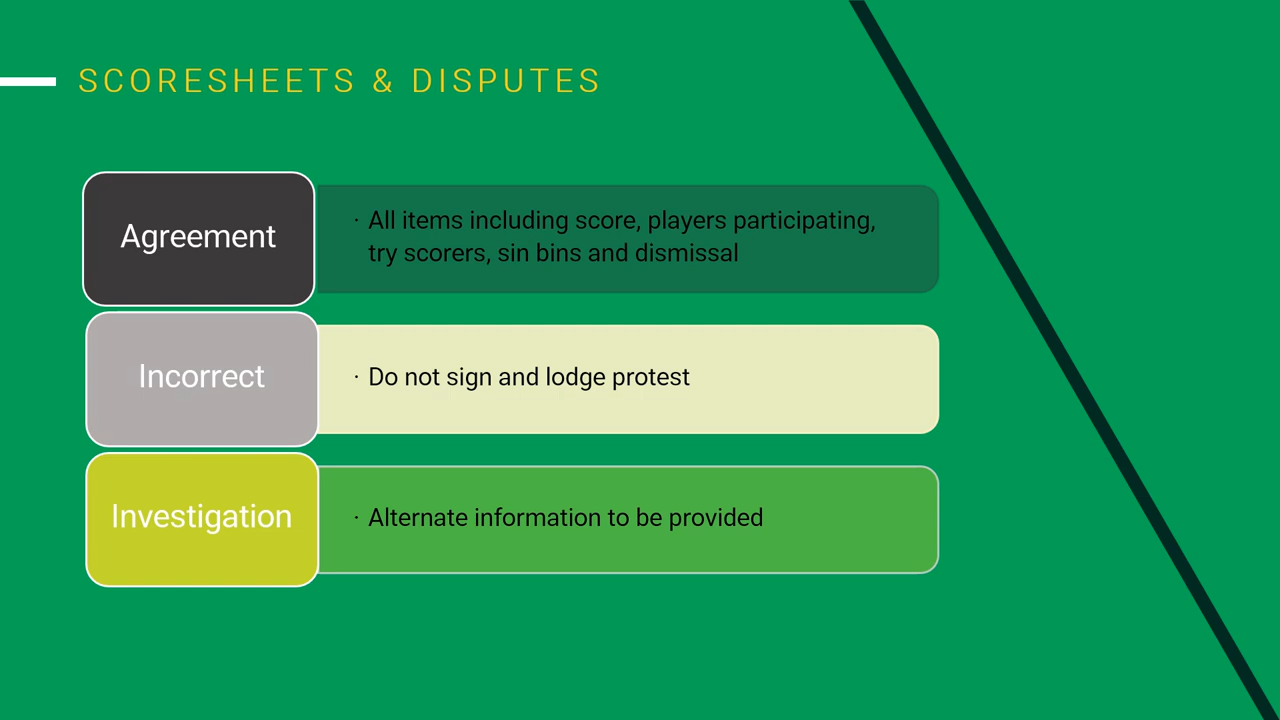 SCORESHEETS & DISPUTES
Agreement
· All items including score, players participating,
try scorers, sin bins and dismissal
Incorrect
· Do not sign and lodge protest
Investigation
· Alternate information to be provided